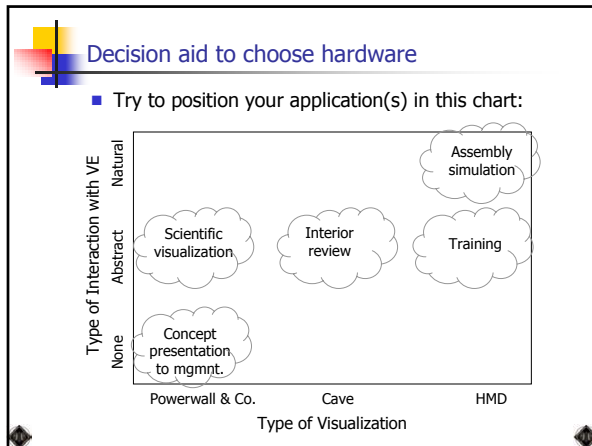 Decision aid to choose hardware
Try to position your application(s) in this chart:
Type of Interaction with VE
Natural
Abstract
None
Assembly
simulation
Scientific
visualization
Interior
review
Training
Concept
presentation
to mgmnt.
Powerwall & Co.
Cave
HMD
Type of Visualization